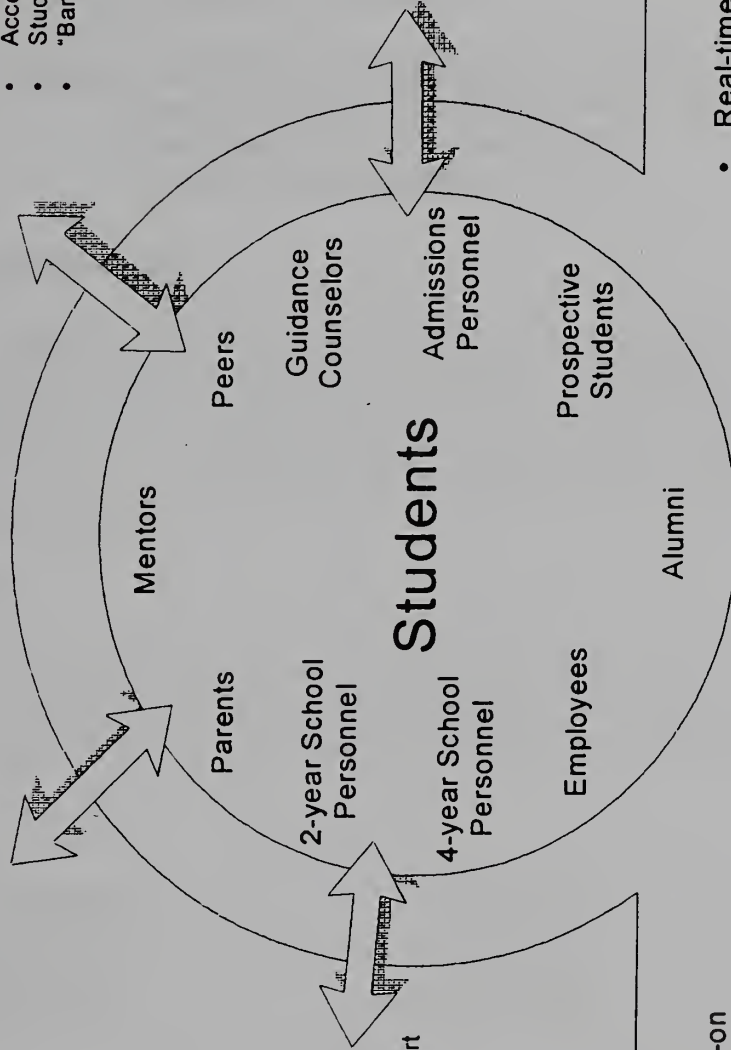 • Acco
• Stud
• "Bar
Mentors
Parents
Peers
2-year School
Personnel
Guidance
Counselors
Students
rt
4-year School
Personnel
Admissions
Personnel
Employees
Prospective
Students
Alumni
-on
• Real-time